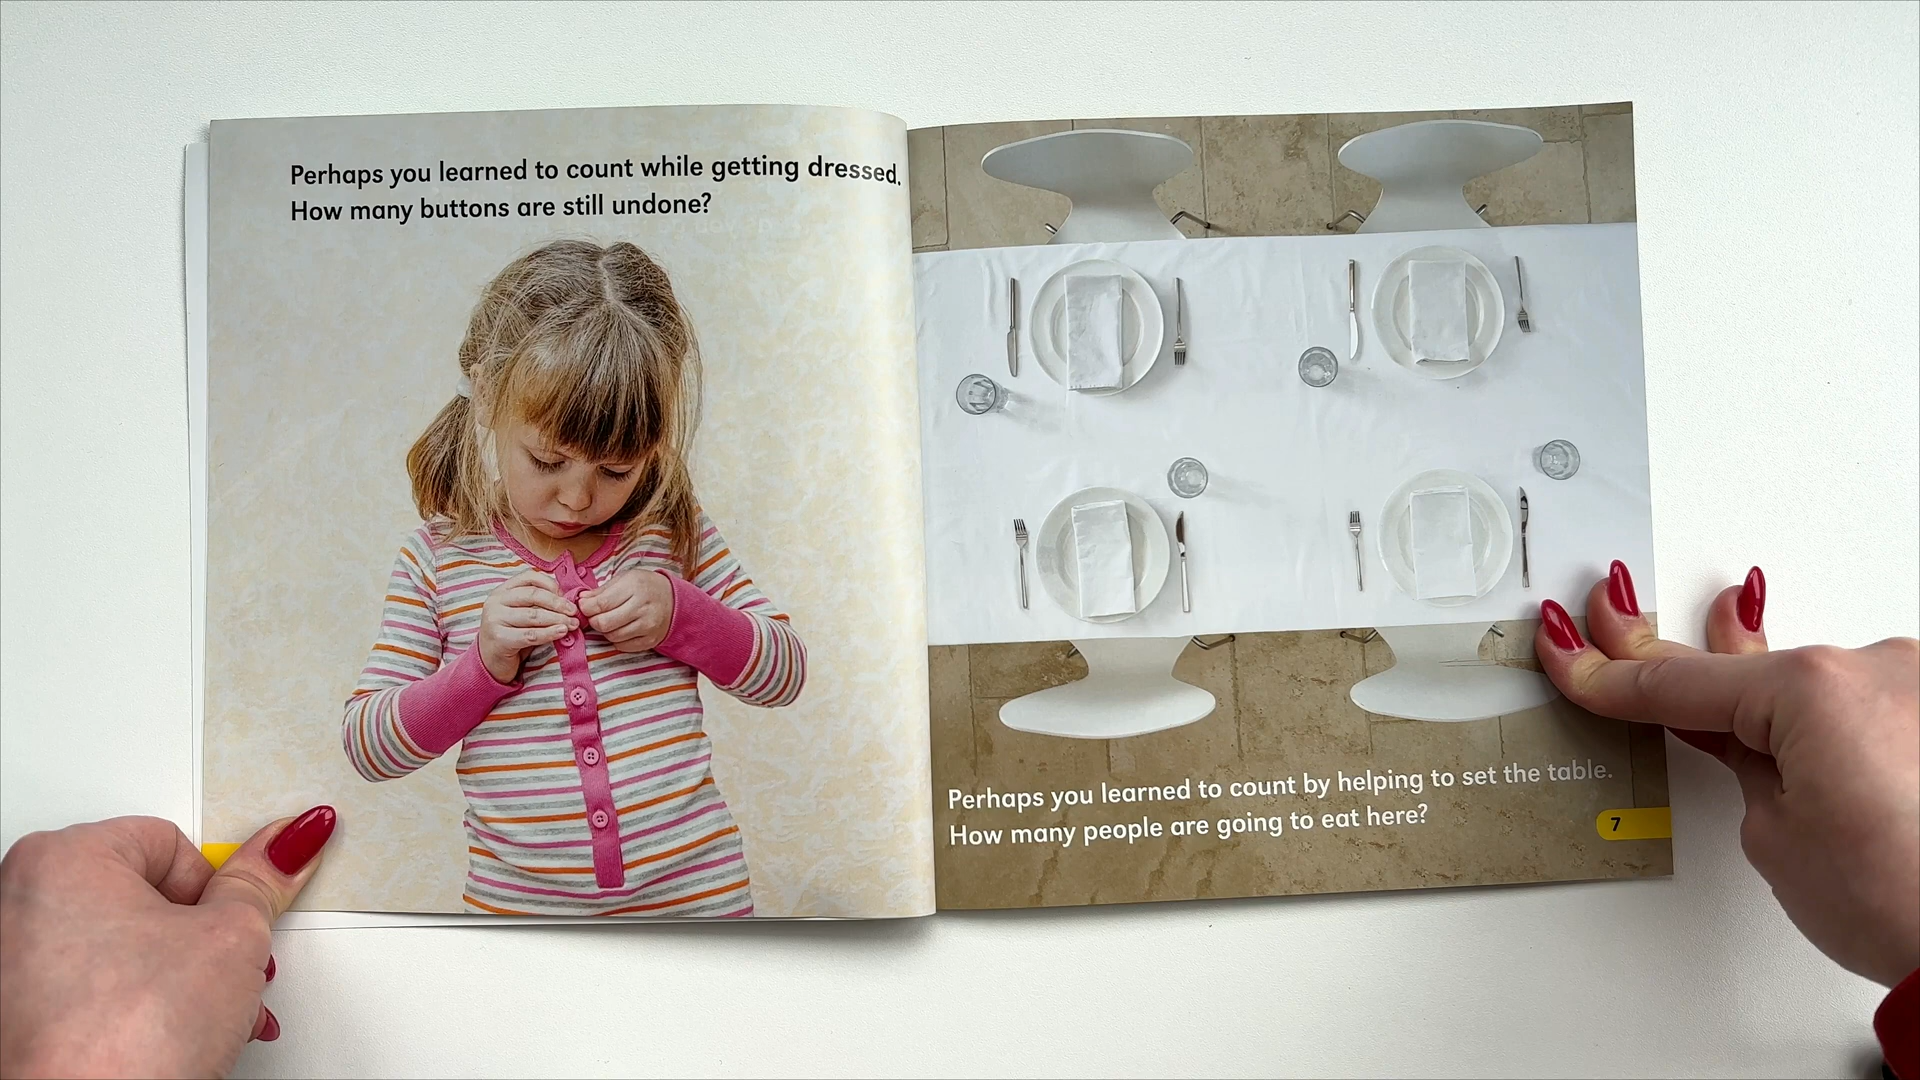 Perhaps you learned to count while getting dressed.
How many buttons are still undone?
Perhaps you learned to count by helping to set the table.
How many people are going to eat here?
7